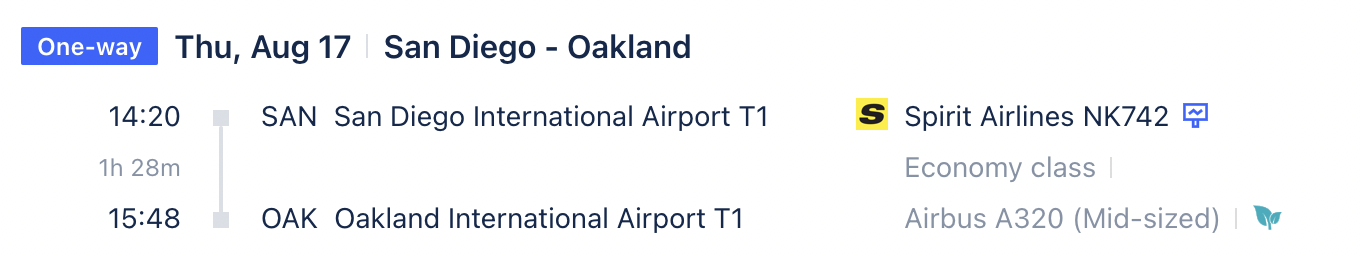 One-way Thu, Aug 17 San Diego - Oakland
14:20 SAN San Diego International Airport T1 S Spirit Airlines NK742
1h 28m Economy class
15:48 OAK Oakland International Airport T1 Airbus A320 (Mid-sized)